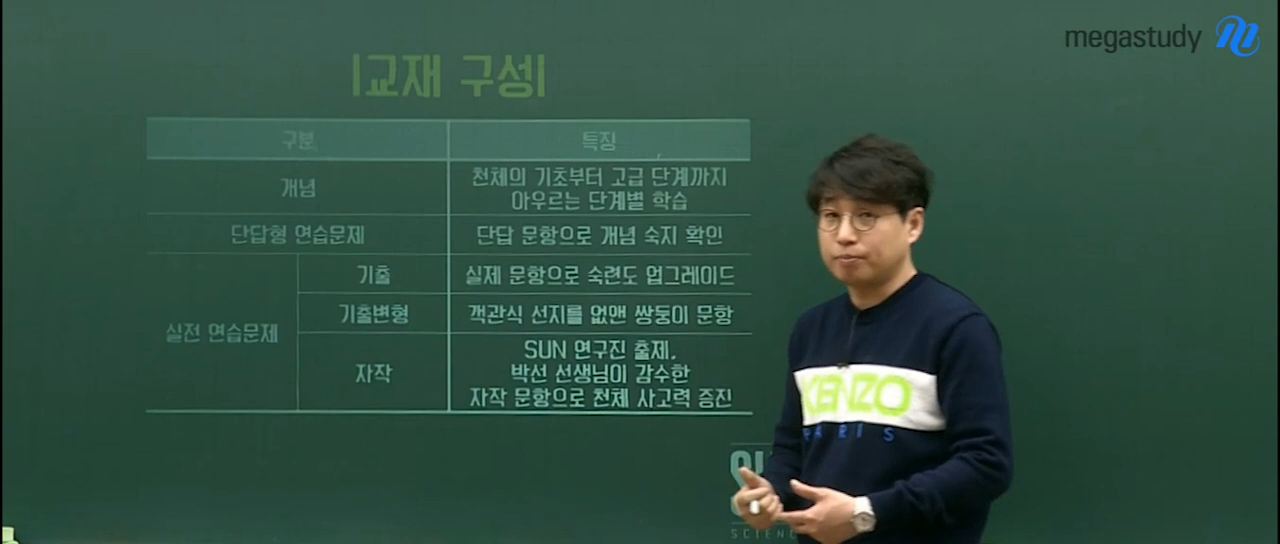 megastudy
|교재 구성|
구분
특징
개념
천체의 기초부터 고급 단계까지
아우르는 단계별 학습
단답형 연습문제
단답 문항으로 개념 숙지 확인
실전 연습문제
기출
실제 문항으로 숙련도 업그레이드
기출변형
객관식 선지를 없앤 쌍둥이 문항
자작
SUN 연구진 출제,
박선 선생님이 감수한
자작 문항으로 천체 사고력 증진
KENZO
PARIS